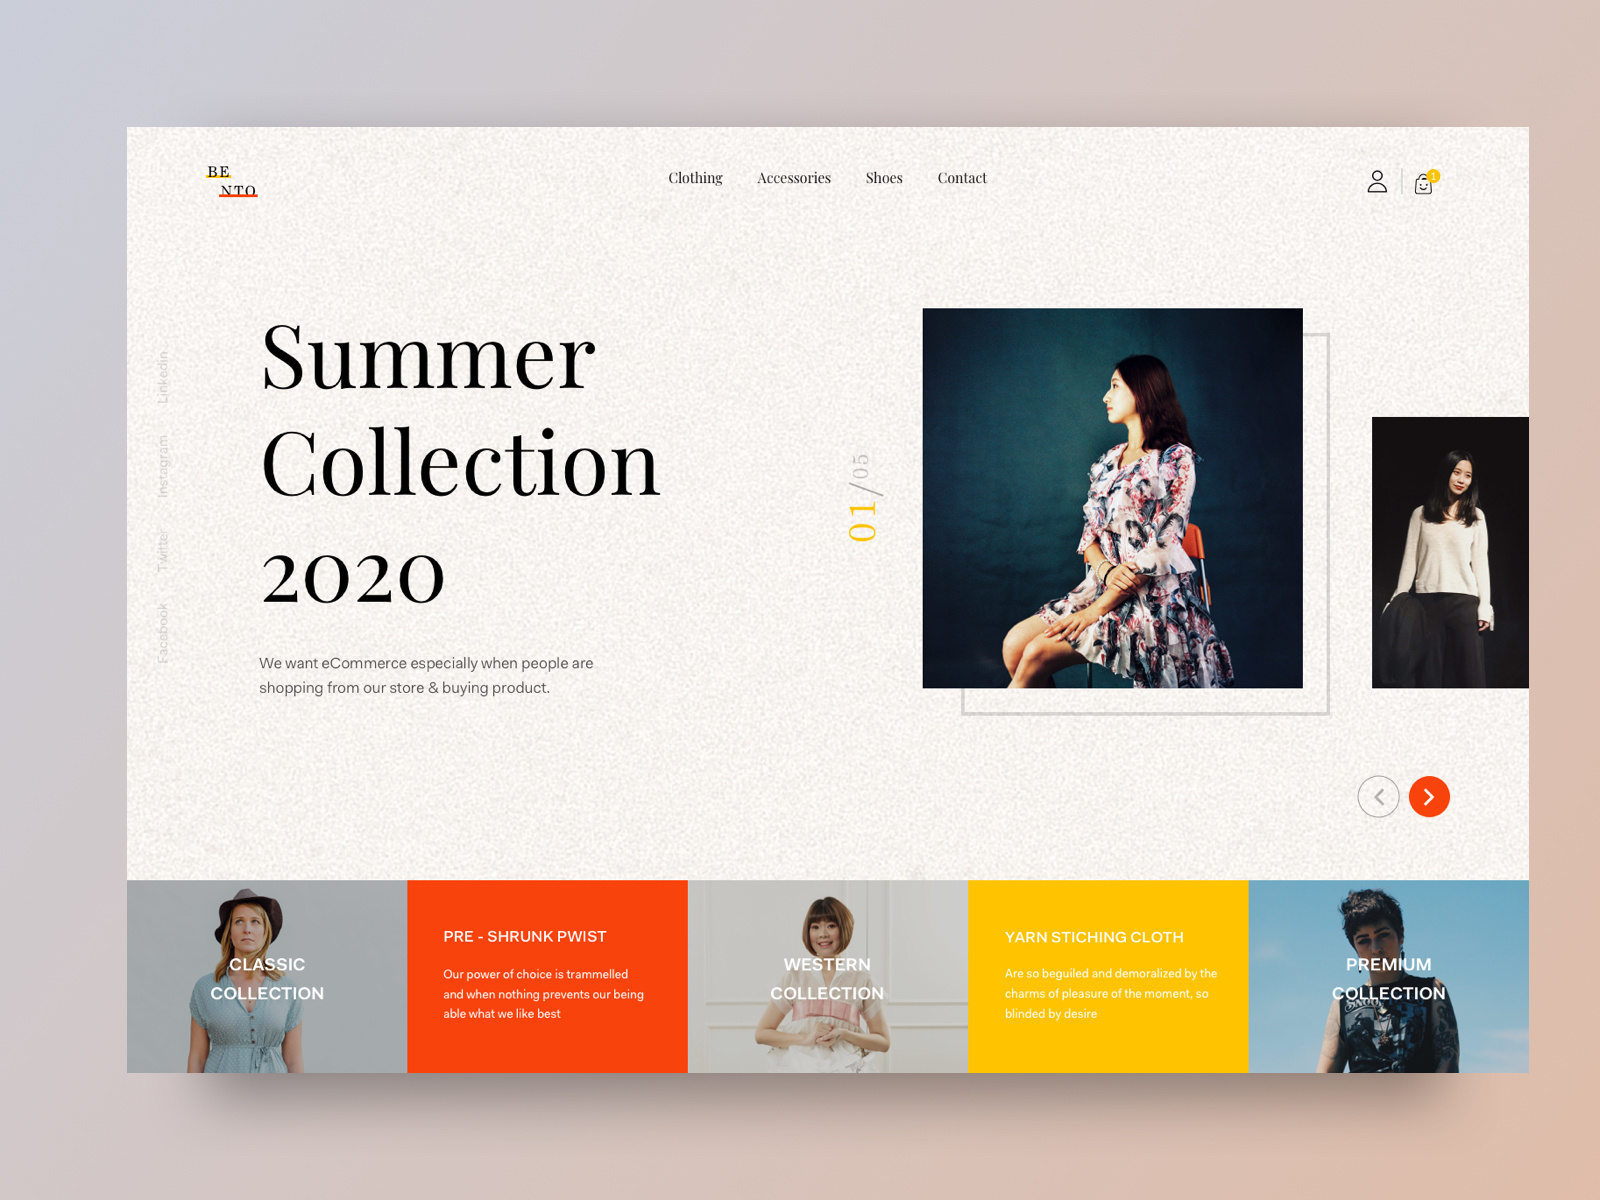 BE
NTO
Clothing
Accessories
Shoes
Contact
1
Linkedin
Instagram
Twitter
Facebook
Summer
Collection
2020
We want eCommerce especially when people are
shopping from our store & buying product.
01/05
CLASSIC
COLLECTION
PRE - SHRUNK PWIST
Our power of choice is trammelled
and when nothing prevents our being
able what we like best
WESTERN
COLLECTION
YARN STICHING CLOTH
Are so beguiled and demoralized by the
charms of pleasure of the moment, so
blinded by desire
PREMIUM
COLLECTION